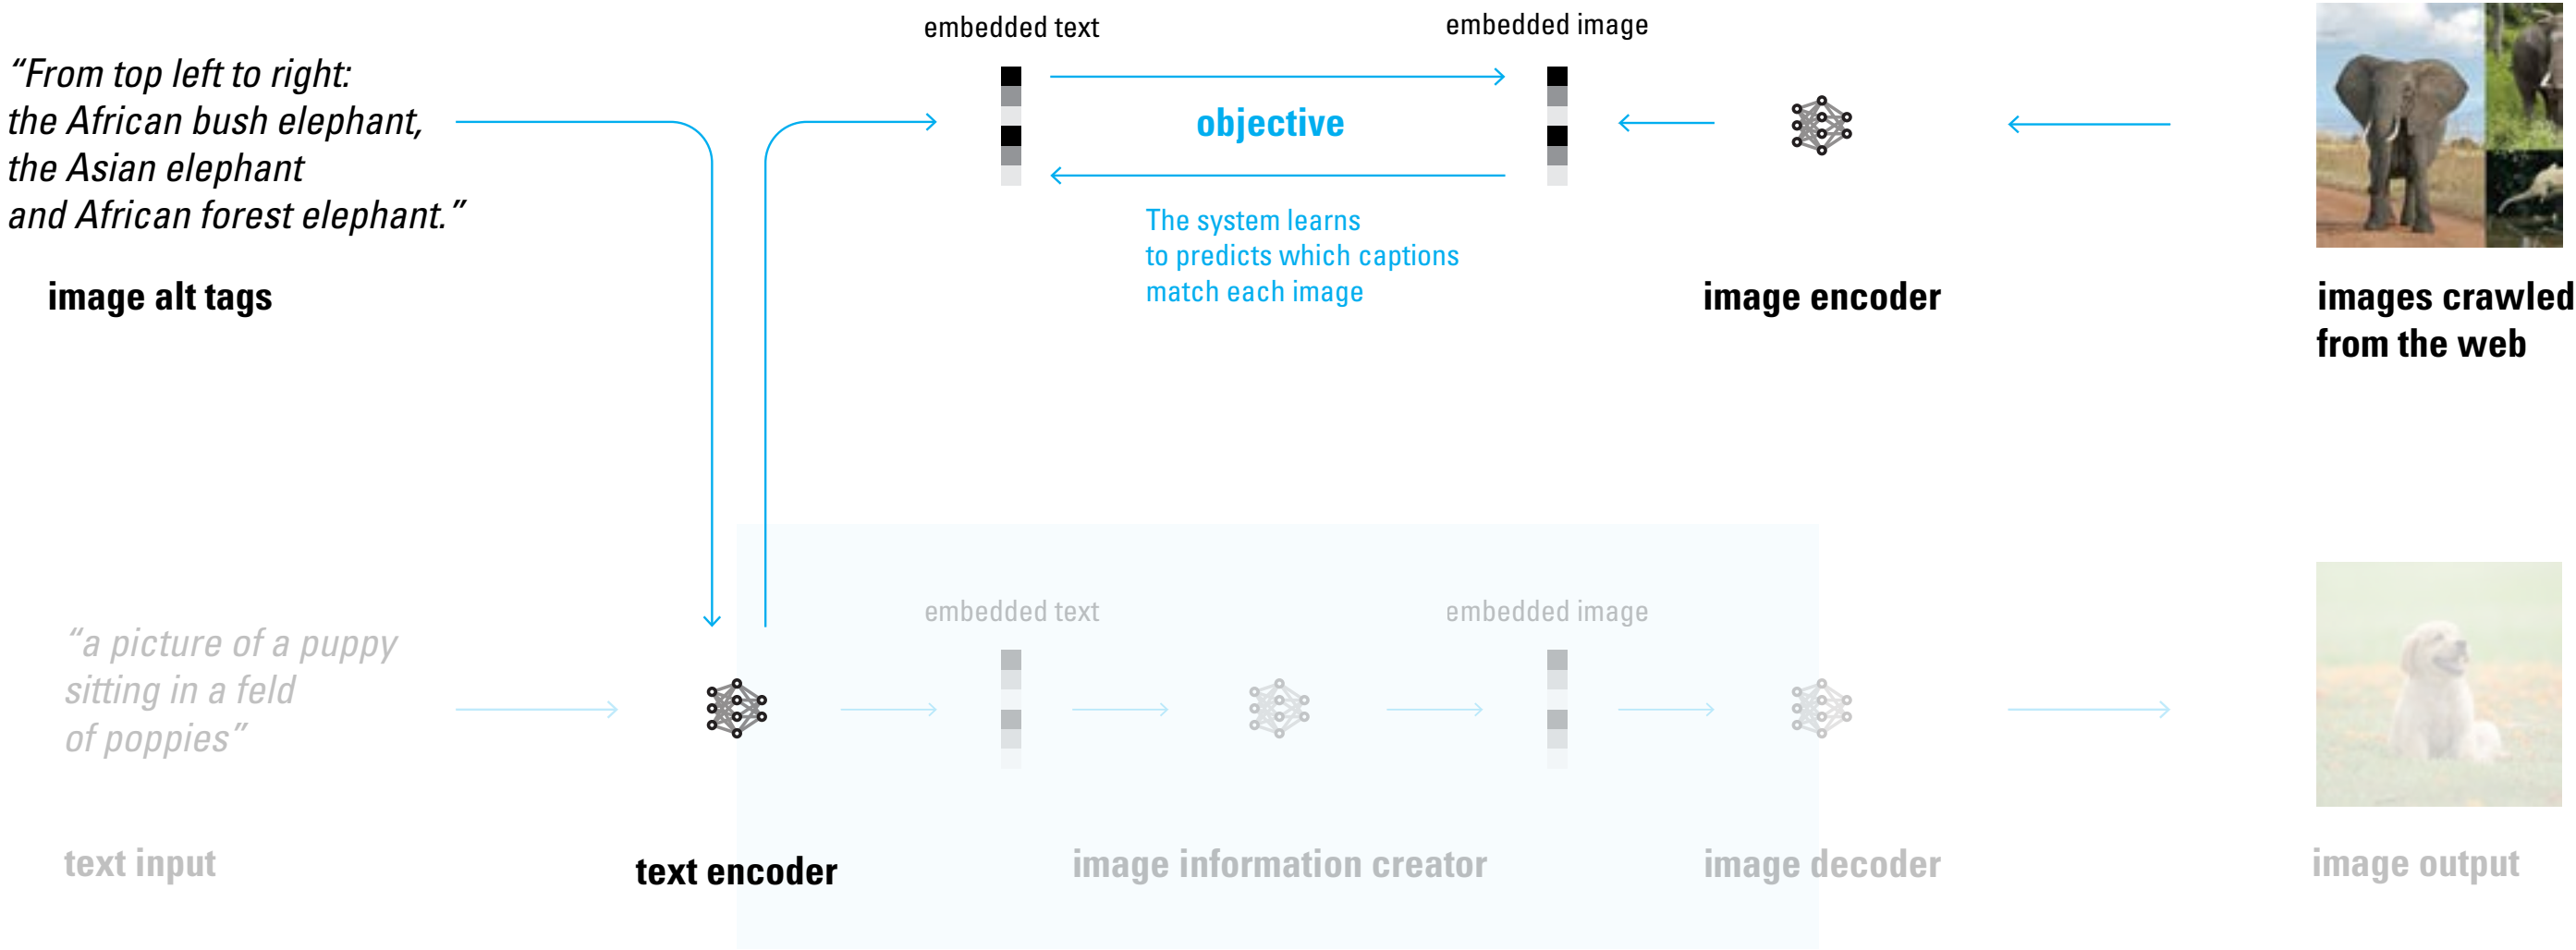 embedded text
embedded image
“From top left to right:
the African bush elephant,
the Asian elephant
and African forest elephant.”
objective
The system learns
to predicts which captions
match each image
image alt tags
image encoder
images crawled
from the web
embedded text
embedded image
“a picture of a puppy
sitting in a feld
of poppies”
text input
text encoder
image information creator
image decoder
image output